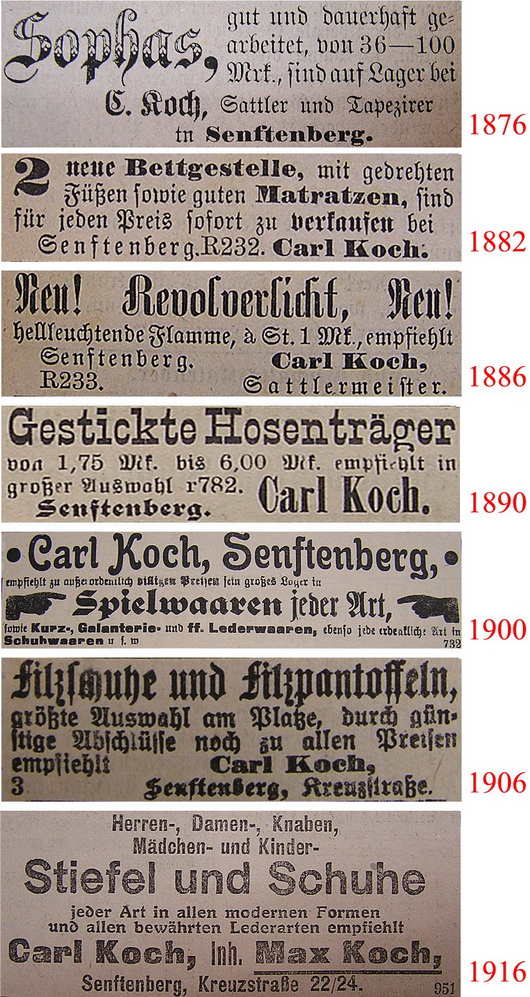 Sophas,
gut und dauerhaft ge-
arbeitet, von 36—100
Mrk., sind auf Lager bei
C. Koch, Sattler und Tapezirer
in Senftenberg.
1876
2 neue Bettgestelle, mit gedrehten
Füßen sowie guten Matratzen, sind
für jeden Preis sofort zu verkaufen bei
Senftenberg. R232. Carl Koch.
1882
Neu! Revolverlicht, Neu!
hellleuchtende Flamme, à St. 1 Mk., empfiehlt
Senftenberg. Carl Koch,
R233. Sattlermeister.
1886
Gestickte Hosenträger
von 1,75 Mk. bis 6,00 Mk. empfiehlt in
großer Auswahl r782. Carl Koch.
Senftenberg.
1890
• Carl Koch, Senftenberg, •
empfiehlt zu außerordentlich billigen Preisen sein großes Lager in
Spielwaaren jeder Art,
sowie Kurz-, Galanterie- und ff. Lederwaaren, ebenso jede Art in
Schuhwaaren u. s. w
732
1900
Filzschuhe und Filzpantoffeln,
größte Auswahl am Platze, durch gün-
stige Abschlüsse noch zu allen Preisen
empfiehlt Carl Koch,
3 Senftenberg, Kreuzstraße.
1906
Herren-, Damen-, Knaben,
Mädchen- und Kinder-
Stiefel und Schuhe
jeder Art in allen modernen Formen
und allen bewährten Lederarten empfiehlt
Carl Koch, Inh. Max Koch,
Senftenberg, Kreuzstraße 22/24. 951
1916